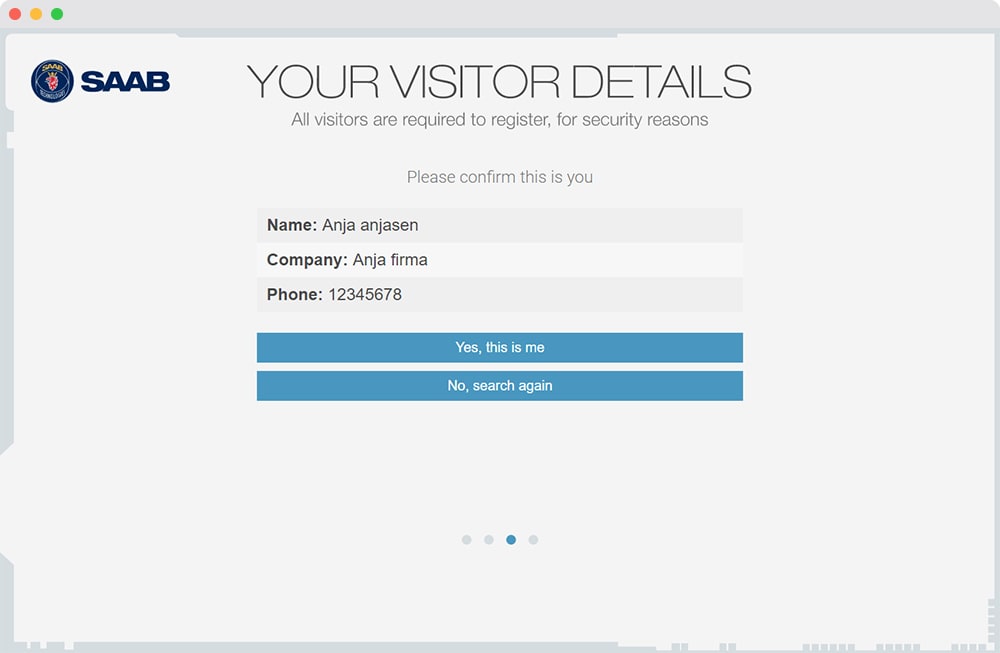 SAAB
SAAB
YOUR VISITOR DETAILS
All visitors are required to register, for security reasons
Please confirm this is you
Name: Anja anjasen
Company: Anja firma
Phone: 12345678
Yes, this is me
No, search again